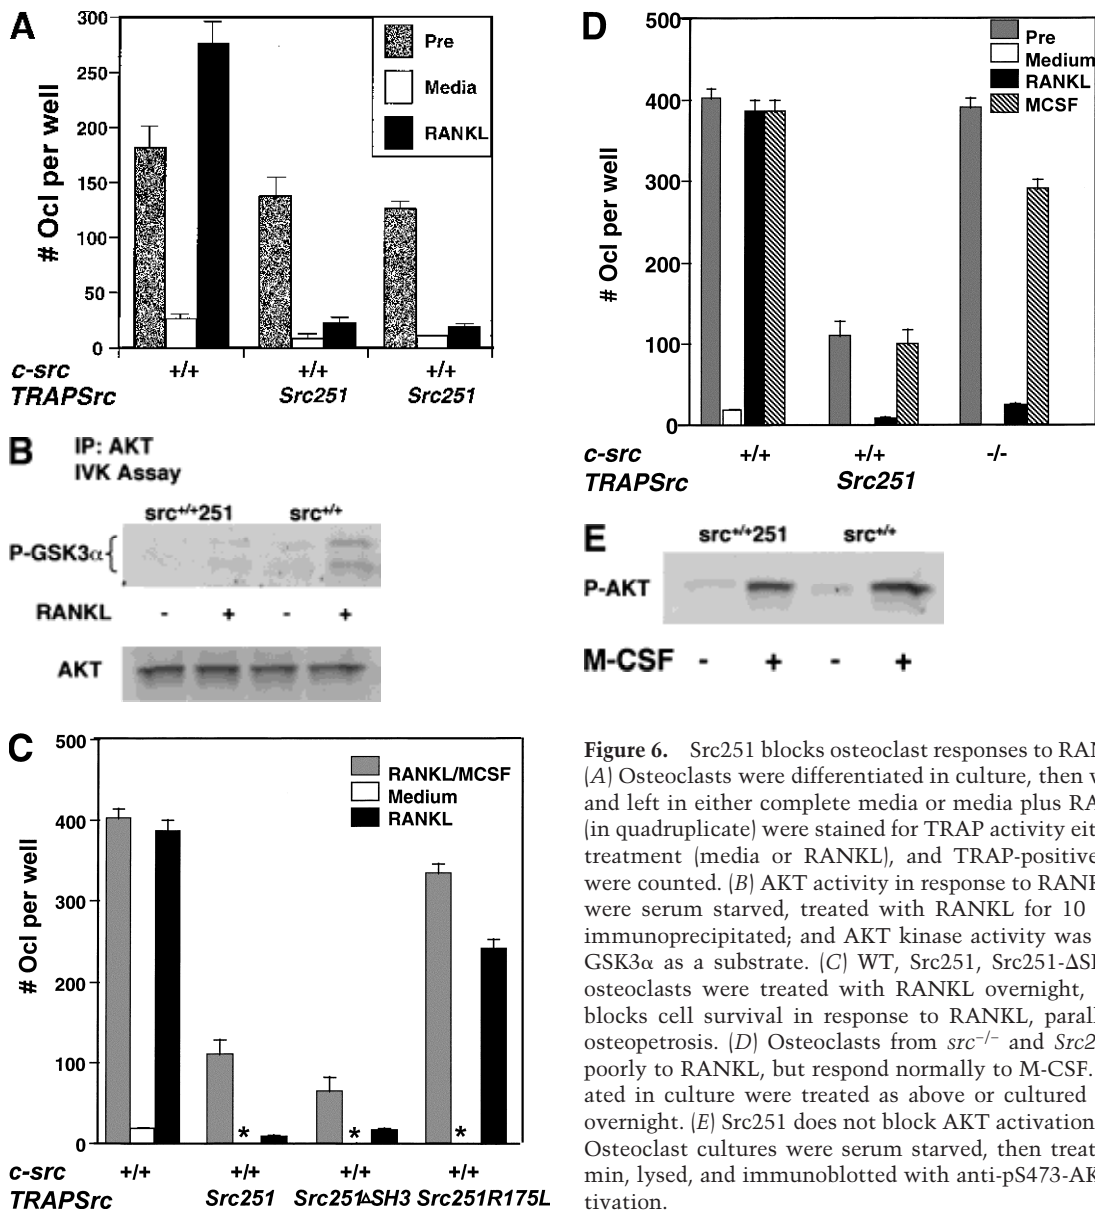 A
300
250
200
150
100
50
0
# Ocl per well
Pre
Media
RANKL
c-src +/+ +/+ +/+
TRAPSrc Src251 Src251
B
IP: AKT
IVK Assay
src+/+251 src+/+
P-GSK3α{
RANKL - + - +
AKT
C
500
400
300
200
100
0
# Ocl per well
RANKL/MCSF
Medium
RANKL
* * *
c-src +/+ +/+ +/+ +/+
TRAPSrc Src251 Src251ΔSH3 Src251R175L
D
500
400
300
200
100
0
# Ocl per well
Pre
Medium
RANKL
MCSF
c-src +/+ +/+ -/-
TRAPSrc Src251
E
src+/+251 src+/+
P-AKT
M-CSF - + - +
Figure 6. Src251 blocks osteoclast responses to RAN
(A) Osteoclasts were differentiated in culture, then v
and left in either complete media or media plus RA
(in quadruplicate) were stained for TRAP activity eit
treatment (media or RANKL), and TRAP-positive
were counted. (B) AKT activity in response to RANK
were serum starved, treated with RANKL for 10
immunoprecipitated; and AKT kinase activity was
GSK3α as a substrate. (C) WT, Src251, Src251-ΔSI
osteoclasts were treated with RANKL overnight,
blocks cell survival in response to RANKL, parall
osteopetrosis. (D) Osteoclasts from src−/− and Src2
poorly to RANKL, but respond normally to M-CSF.
ated in culture were treated as above or cultured
overnight. (E) Src251 does not block AKT activation
Osteoclast cultures were serum starved, then treat
min, lysed, and immunoblotted with anti-pS473-AK
tivation.